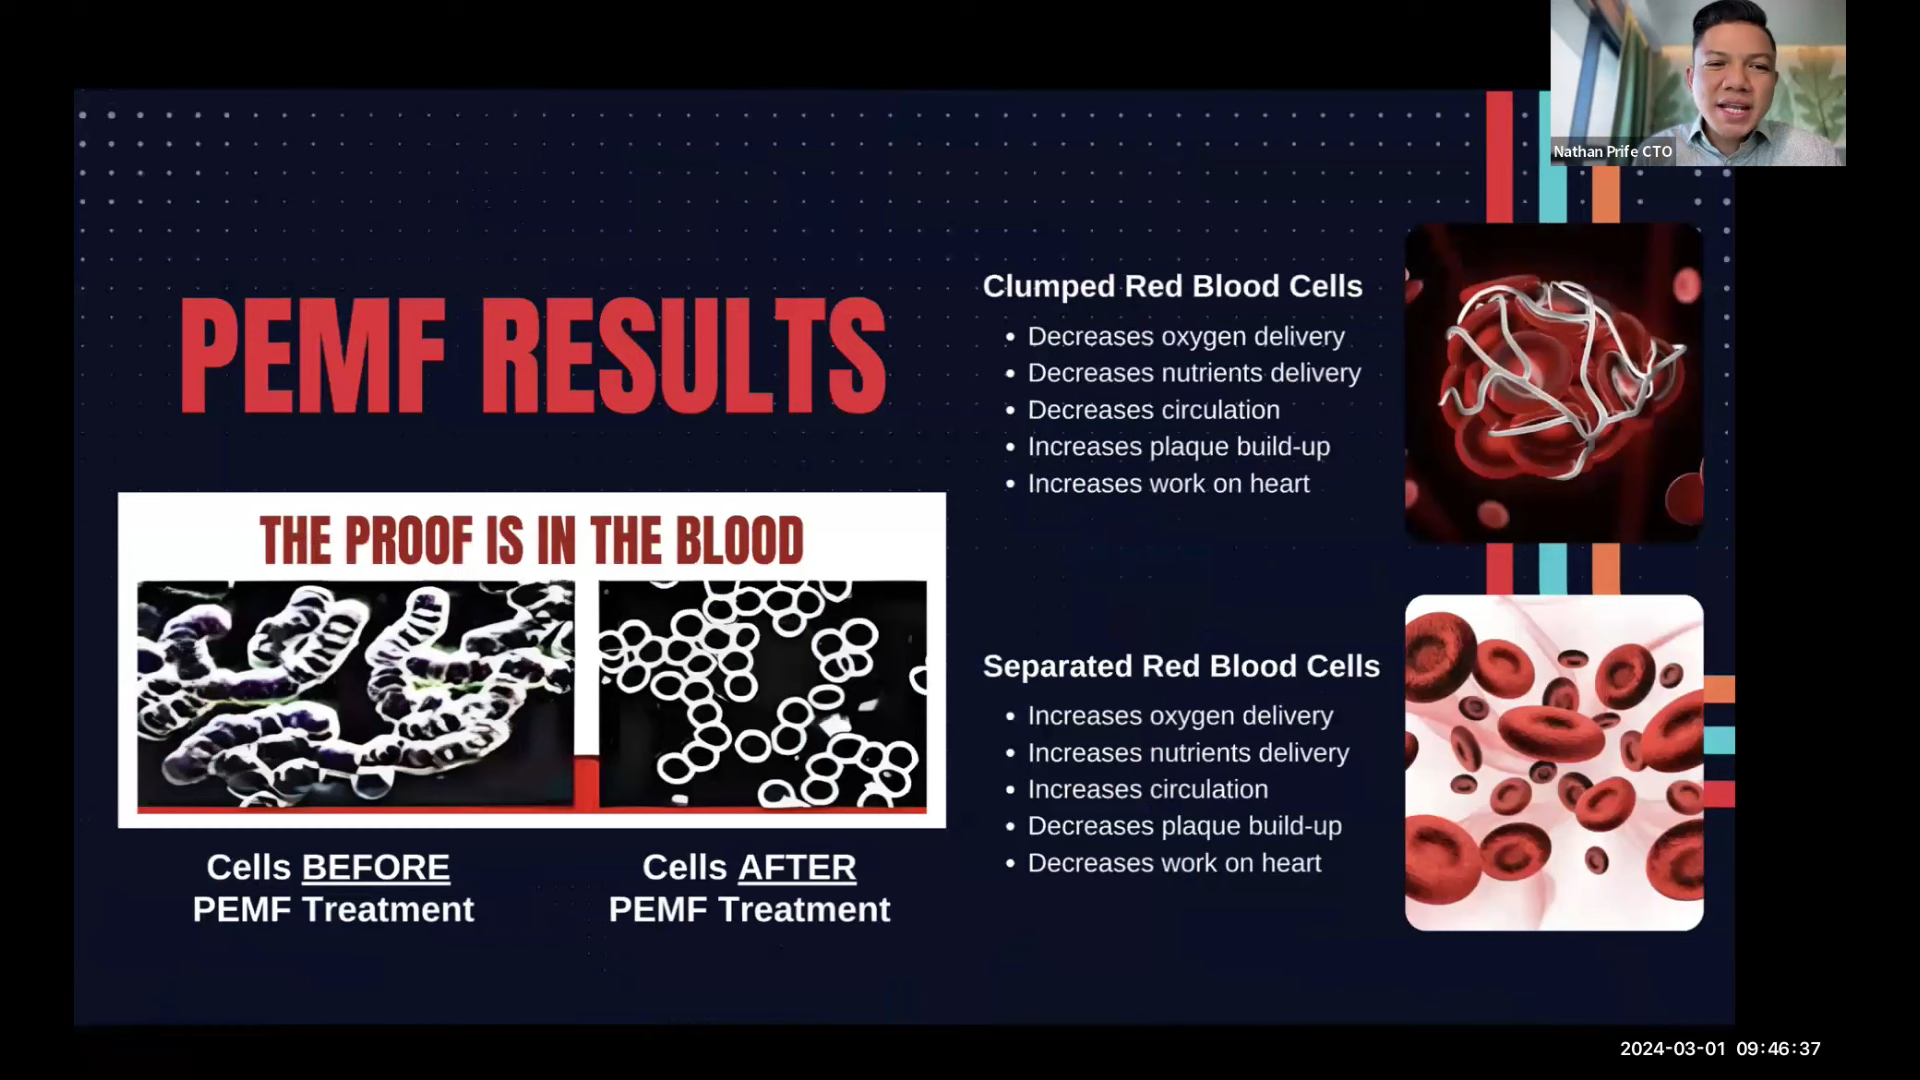 Nathan Prife CTO
PEMF RESULTS
THE PROOF IS IN THE BLOOD
Cells BEFORE
PEMF Treatment
Cells AFTER
PEMF Treatment
Clumped Red Blood Cells
• Decreases oxygen delivery
• Decreases nutrients delivery
• Decreases circulation
• Increases plaque build-up
• Increases work on heart
Separated Red Blood Cells
• Increases oxygen delivery
• Increases nutrients delivery
• Increases circulation
• Decreases plaque build-up
• Decreases work on heart
2024-03-01 09:46:37